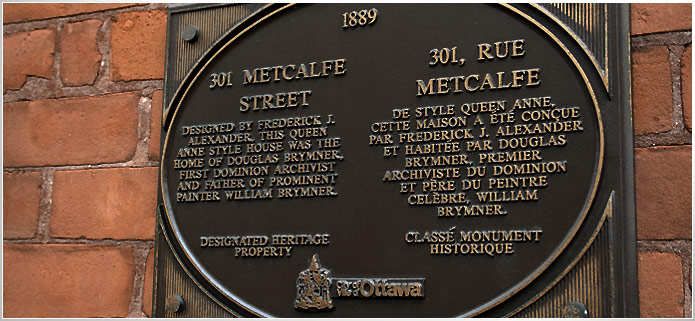 1889
301 METCALFE
STREET
DESIGNED BY FREDERICK J.
ALEXANDER. THIS QUEEN
ANNE STYLE HOUSE WAS THE
HOME OF DOUGLAS BRYMNER,
FIRST DOMINION ARCHIVIST
AND FATHER OF PROMINENT
PAINTER WILLIAM BRYMNER.
DESIGNATED HERITAGE
PROPERTY
301, RUE
METCALFE
DE STYLE QUEEN ANNE,
CETTE MAISON A ÉTÉ CONÇUE
PAR FREDERICK J. ALEXANDER
ET HABITÉE PAR DOUGLAS
BRYMNER, PREMIER
ARCHIVISTE DU DOMINION
ET PÈRE DU PEINTRE
CÉLÈBRE, WILLIAM
BRYMNER.
CLASSÉ MONUMENT
HISTORIQUE
Ottawa